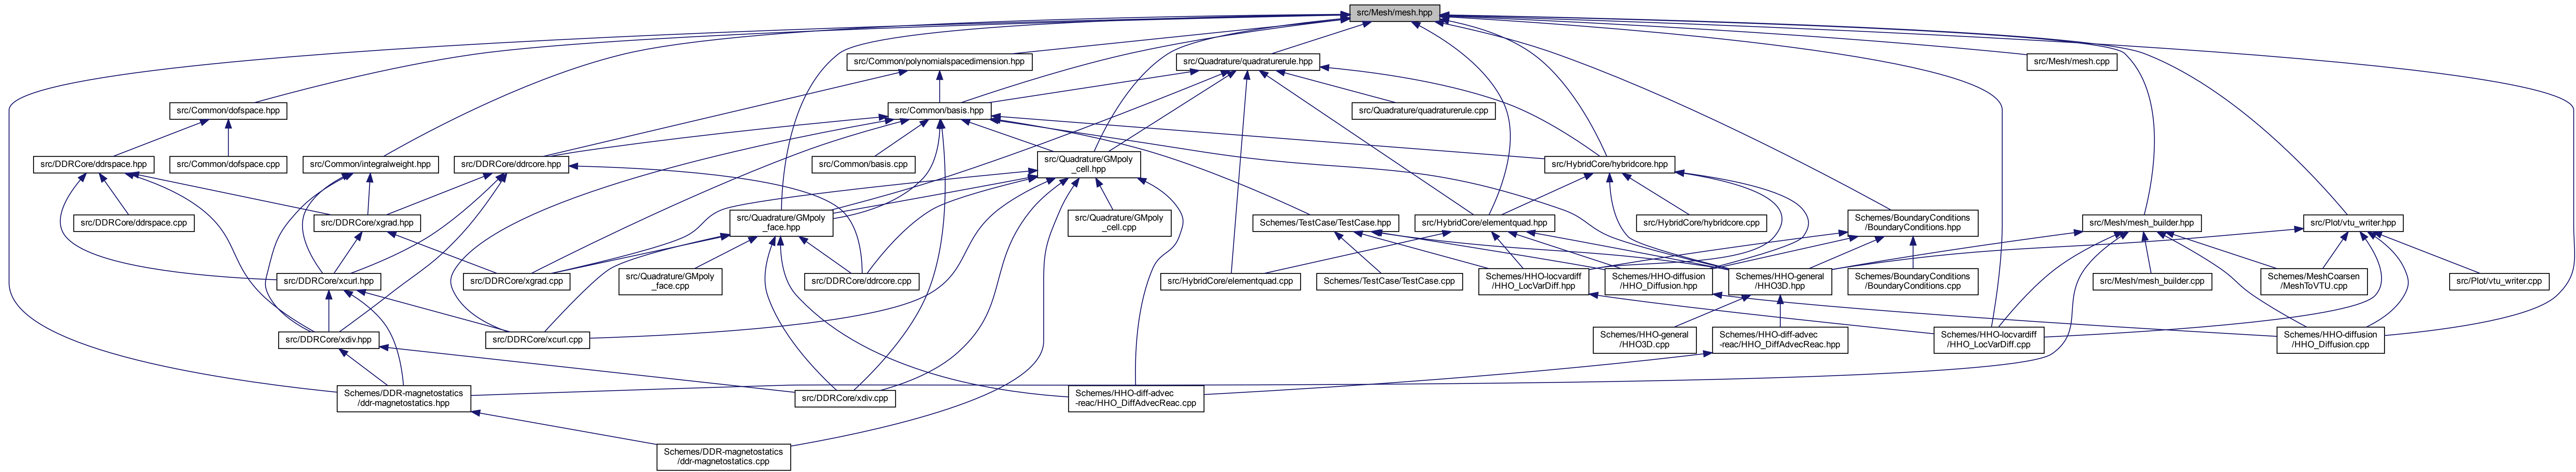 src/Mesh/mesh.hpp
src/Common/polynomialspacedimension.hpp
src/Quadrature/quadraturerule.hpp
src/Mesh/mesh.cpp
src/Common/dofspace.hpp
src/Common/basis.hpp
src/Quadrature/quadraturerule.cpp
src/DDRCore/ddrspace.hpp
src/Common/dofspace.cpp
src/Common/integralweight.hpp
src/DDRCore/ddrcore.hpp
src/Common/basis.cpp
src/Quadrature/GMpoly
_cell.hpp
src/HybridCore/hybridcore.hpp
src/DDRCore/ddrspace.cpp
src/DDRCore/xgrad.hpp
src/Quadrature/GMpoly
_face.hpp
src/Quadrature/GMpoly
_cell.cpp
Schemes/TestCase/TestCase.hpp
src/HybridCore/elementquad.hpp
src/HybridCore/hybridcore.cpp
Schemes/BoundaryConditions
/BoundaryConditions.hpp
src/Mesh/mesh_builder.hpp
src/Plot/vtu_writer.hpp
src/DDRCore/xcurl.hpp
src/DDRCore/xgrad.cpp
src/Quadrature/GMpoly
_face.cpp
src/DDRCore/ddrcore.cpp
src/HybridCore/elementquad.cpp
Schemes/TestCase/TestCase.cpp
Schemes/HHO-locvardiff
/HHO_LocVarDiff.hpp
Schemes/HHO-diffusion
/HHO_Diffusion.hpp
Schemes/HHO-general
/HHO3D.hpp
Schemes/BoundaryConditions
/BoundaryConditions.cpp
src/Mesh/mesh_builder.cpp
Schemes/MeshCoarsen
/MeshToVTU.cpp
src/Plot/vtu_writer.cpp
src/DDRCore/xdiv.hpp
src/DDRCore/xcurl.cpp
Schemes/HHO-general
/HHO3D.cpp
Schemes/HHO-diff-advec
-reac/HHO_DiffAdvecReac.hpp
Schemes/HHO-locvardiff
/HHO_LocVarDiff.cpp
Schemes/HHO-diffusion
/HHO_Diffusion.cpp
Schemes/DDR-magnetostatics
/ddr-magnetostatics.hpp
src/DDRCore/xdiv.cpp
Schemes/HHO-diff-advec
-reac/HHO_DiffAdvecReac.cpp
Schemes/DDR-magnetostatics
/ddr-magnetostatics.cpp